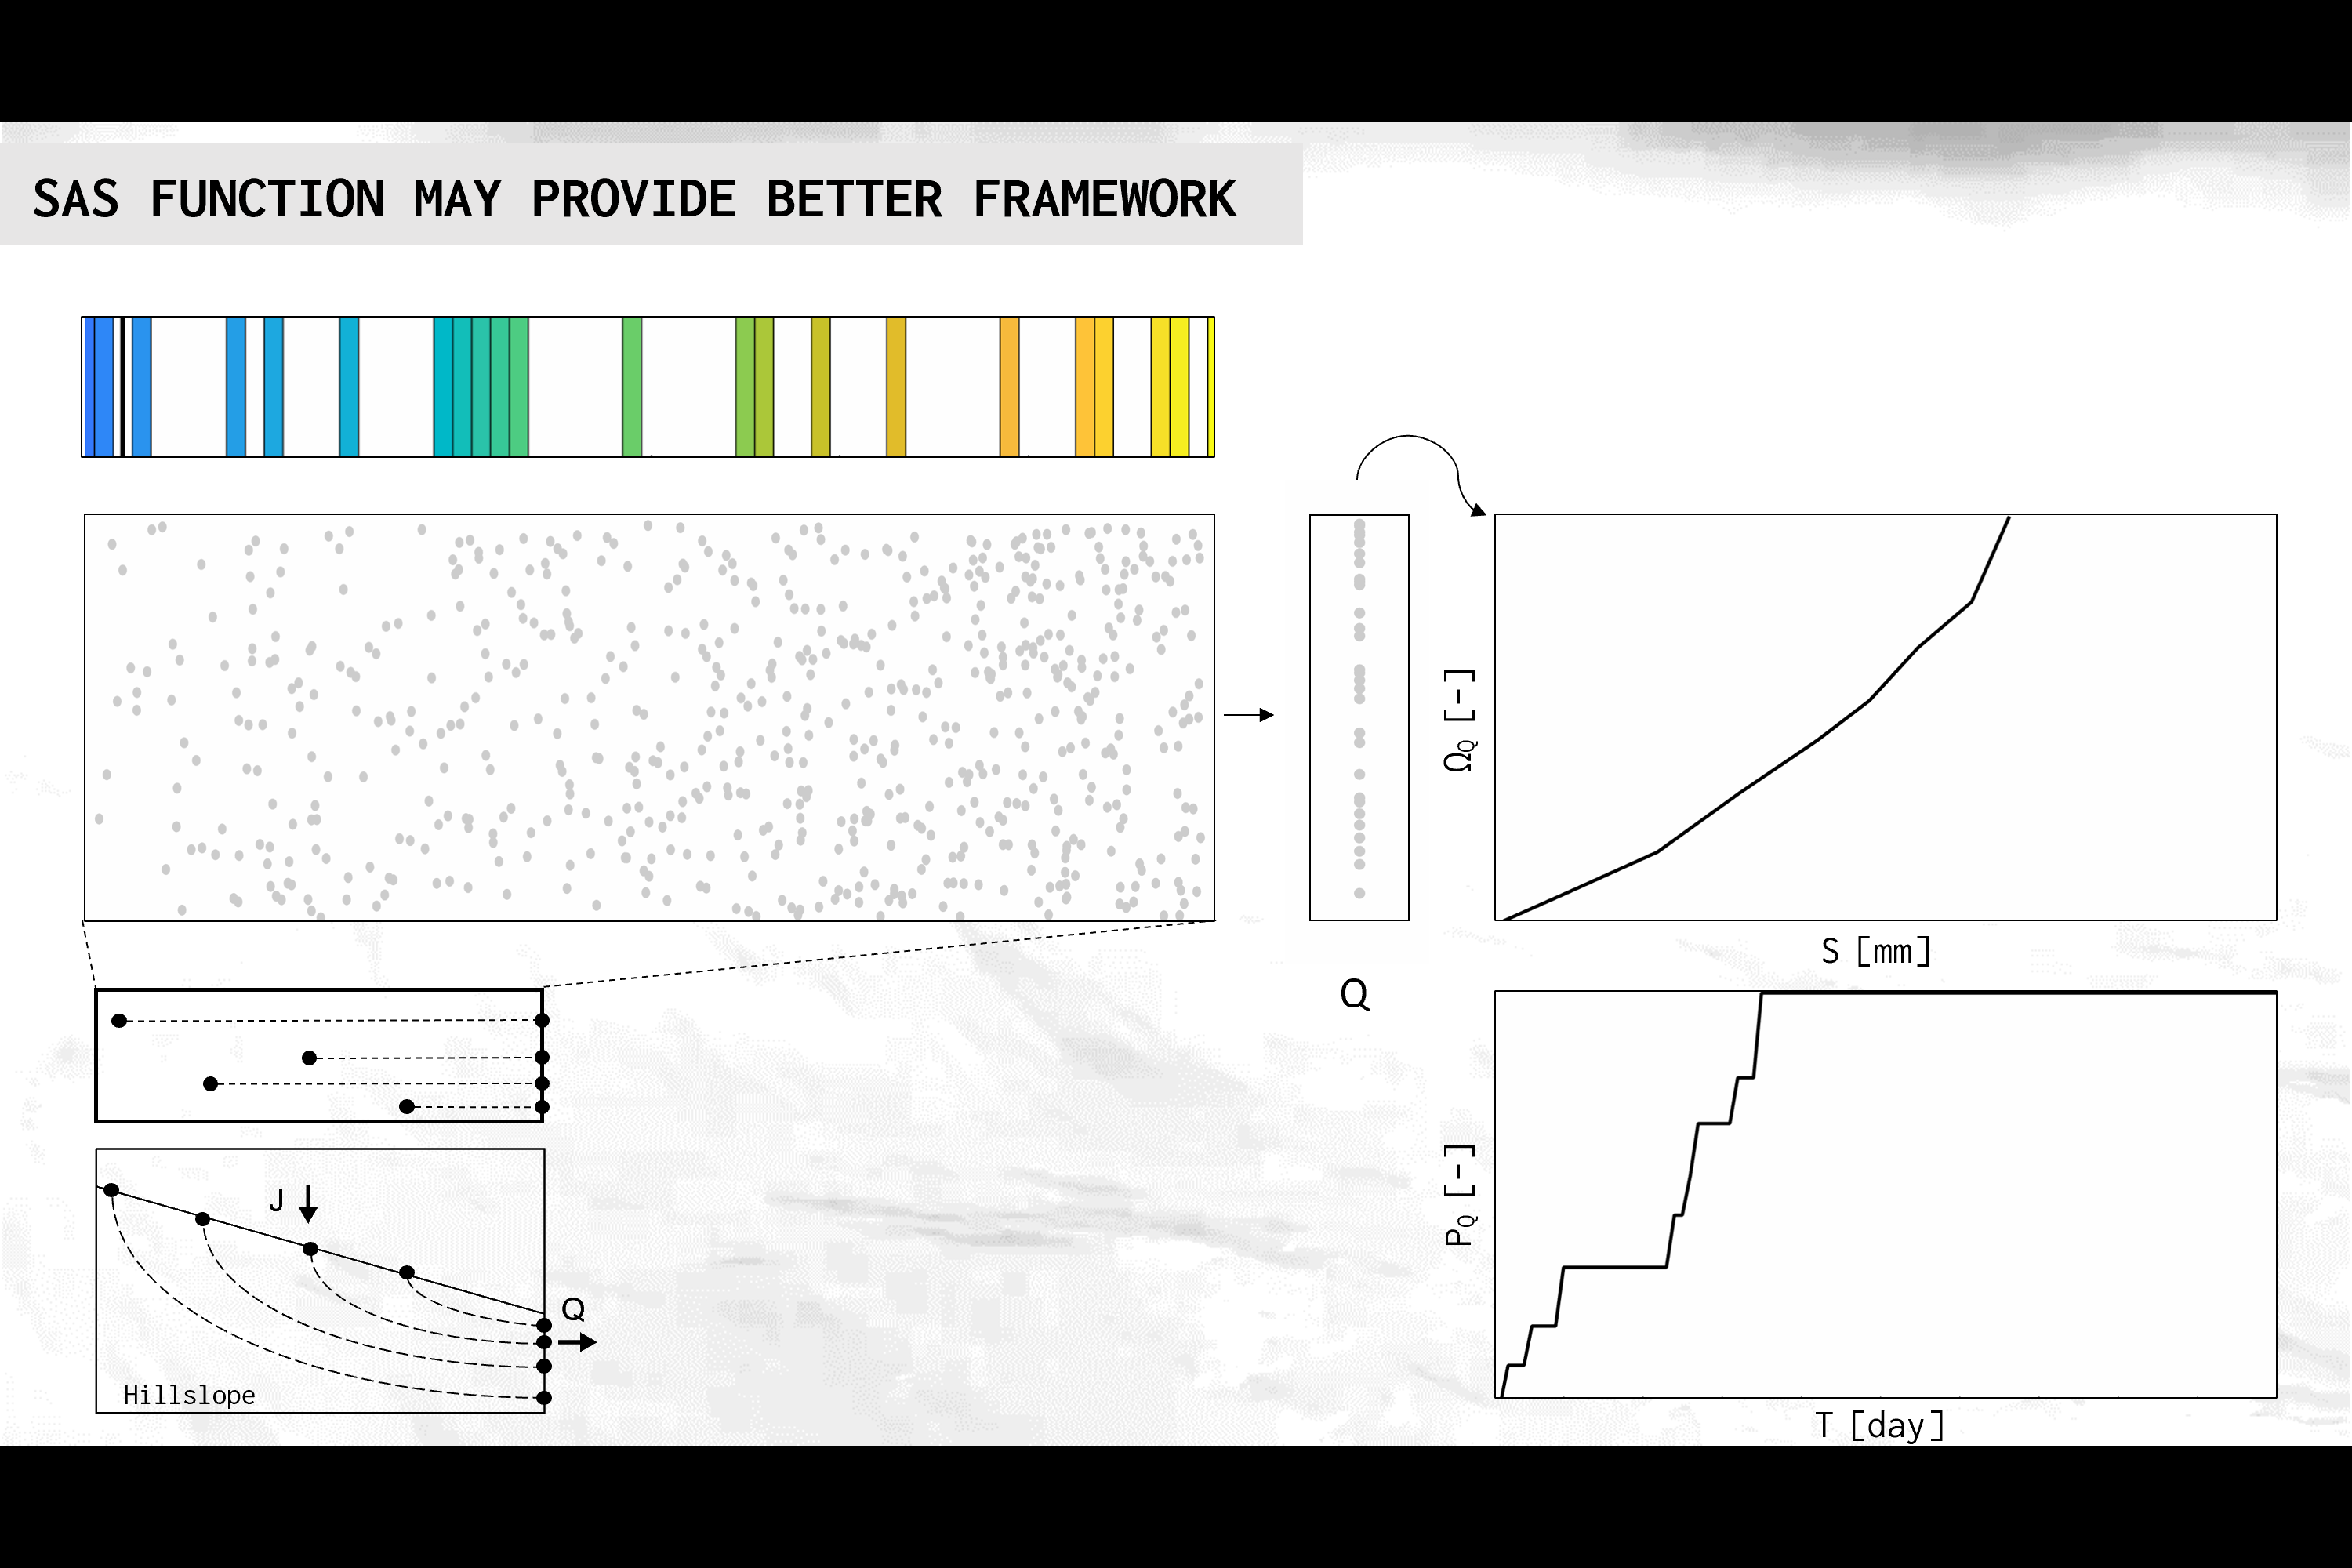 SAS FUNCTION MAY PROVIDE BETTER FRAMEWORK
Ω_Q [-]
S [mm]
Q
J
Q
Hillslope
P_Q [-]
T [day]